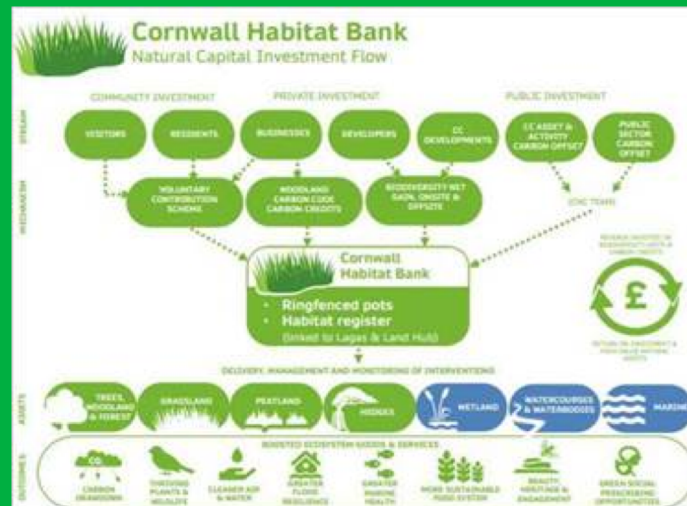 Cornwall Habitat Bank
Natural Capital Investment Flow
COMMUNITY INVESTMENT
PRIVATE INVESTMENT
PUBLIC INVESTMENT
STREAM
VISITORS
RESIDENTS
BUSINESSES
DEVELOPERS
CC
DEVELOPMENTS
CC ASSET &
ACTIVITY
CARBON OFFSET
PUBLIC
SECTOR
CARBON
OFFSET
MECHANISM
VOLUNTARY
CONTRIBUTION
SCHEME
WOODLAND
CARBON CODE
CARBON CREDITS
BIODIVERSITY NET
GAIN, ONSITE &
OFFSITE
TEAM)
Cornwall
Habitat Bank
• Ringfenced pots
• Habitat register
(linked to Lagas & Land Hub)
£
RETURN ON INVESTMENT &
DELIVERY, MANAGEMENT AND MONITORING OF INTERVENTIONS
ASSETS
TREES,
WOODLAND
& FOREST
GRASSLAND
PEATLAND
HEDGES
WETLAND
WATERCOURSES
& WATERBODIES
MARINE
BOOSTED ECOSYSTEM GOODS & SERVICES
OUTCOMES
CARBON
DRAWDOWN
THRIVING
PLANTS &
WILDLIFE
CLEANER AIR
& WATER
GREATER
FLOOD
RESILIENCE
GREATER
MARINE
HEALTH
MORE SUSTAINABLE
FOOD SYSTEM
BEAUTY,
HERITAGE &
ENGAGEMENT
GREEN SOCIAL
PRESCRIBING
OPPORTUNITIES